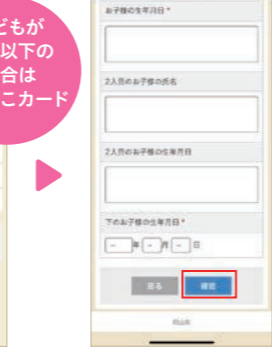 どもが
以下の
合は
こカード
お子様の生年月日*
2人目のお子様の氏名
2人目のお子様の生年月日
下のお子様の生年月日*
- 年 - 月 - 日
戻る 確認